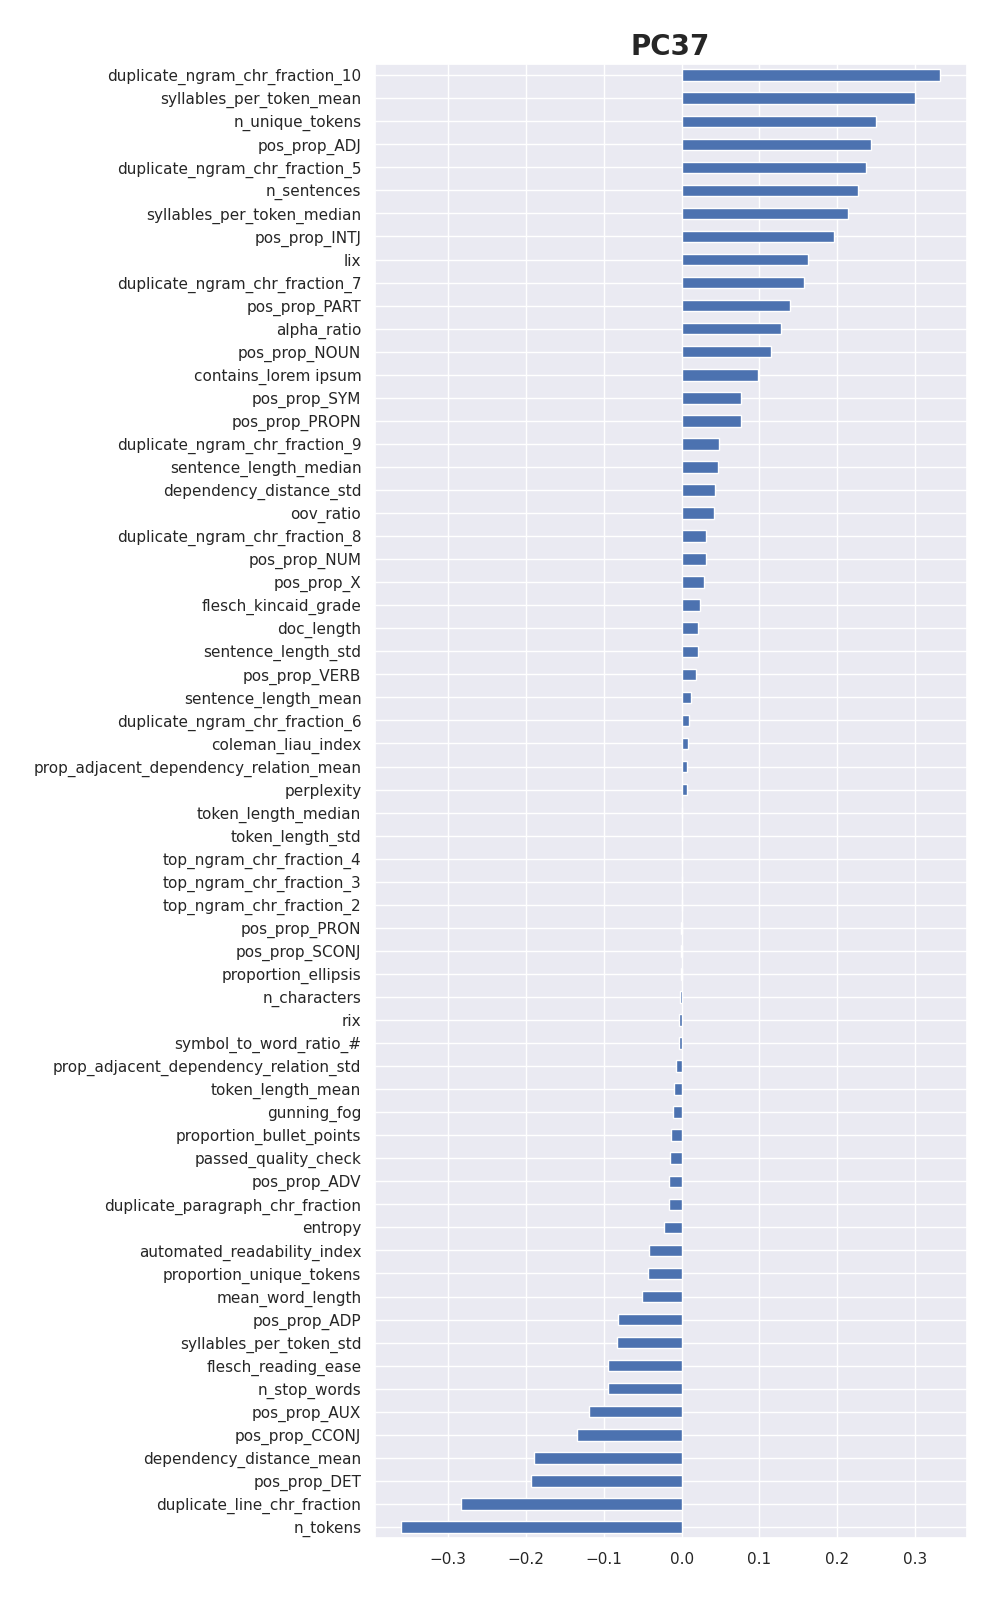 PC37
duplicate_ngram_chr_fraction_10
syllables_per_token_mean
n_unique_tokens
pos_prop_ADJ
duplicate_ngram_chr_fraction_5
n_sentences
syllables_per_token_median
pos_prop_INTJ
lix
duplicate_ngram_chr_fraction_7
pos_prop_PART
alpha_ratio
pos_prop_NOUN
contains_lorem ipsum
pos_prop_SYM
pos_prop_PROPN
duplicate_ngram_chr_fraction_9
sentence_length_median
dependency_distance_std
oov_ratio
duplicate_ngram_chr_fraction_8
pos_prop_NUM
pos_prop_X
flesch_kincaid_grade
doc_length
sentence_length_std
pos_prop_VERB
sentence_length_mean
duplicate_ngram_chr_fraction_6
coleman_liau_index
prop_adjacent_dependency_relation_mean
perplexity
token_length_median
token_length_std
top_ngram_chr_fraction_4
top_ngram_chr_fraction_3
top_ngram_chr_fraction_2
pos_prop_PRON
pos_prop_SCONJ
proportion_ellipsis
n_characters
rix
symbol_to_word_ratio_#
prop_adjacent_dependency_relation_std
token_length_mean
gunning_fog
proportion_bullet_points
passed_quality_check
pos_prop_ADV
duplicate_paragraph_chr_fraction
entropy
automated_readability_index
proportion_unique_tokens
mean_word_length
pos_prop_ADP
syllables_per_token_std
flesch_reading_ease
n_stop_words
pos_prop_AUX
pos_prop_CCONJ
dependency_distance_mean
pos_prop_DET
duplicate_line_chr_fraction
n_tokens
−0.3 −0.2 −0.1 0.0 0.1 0.2 0.3